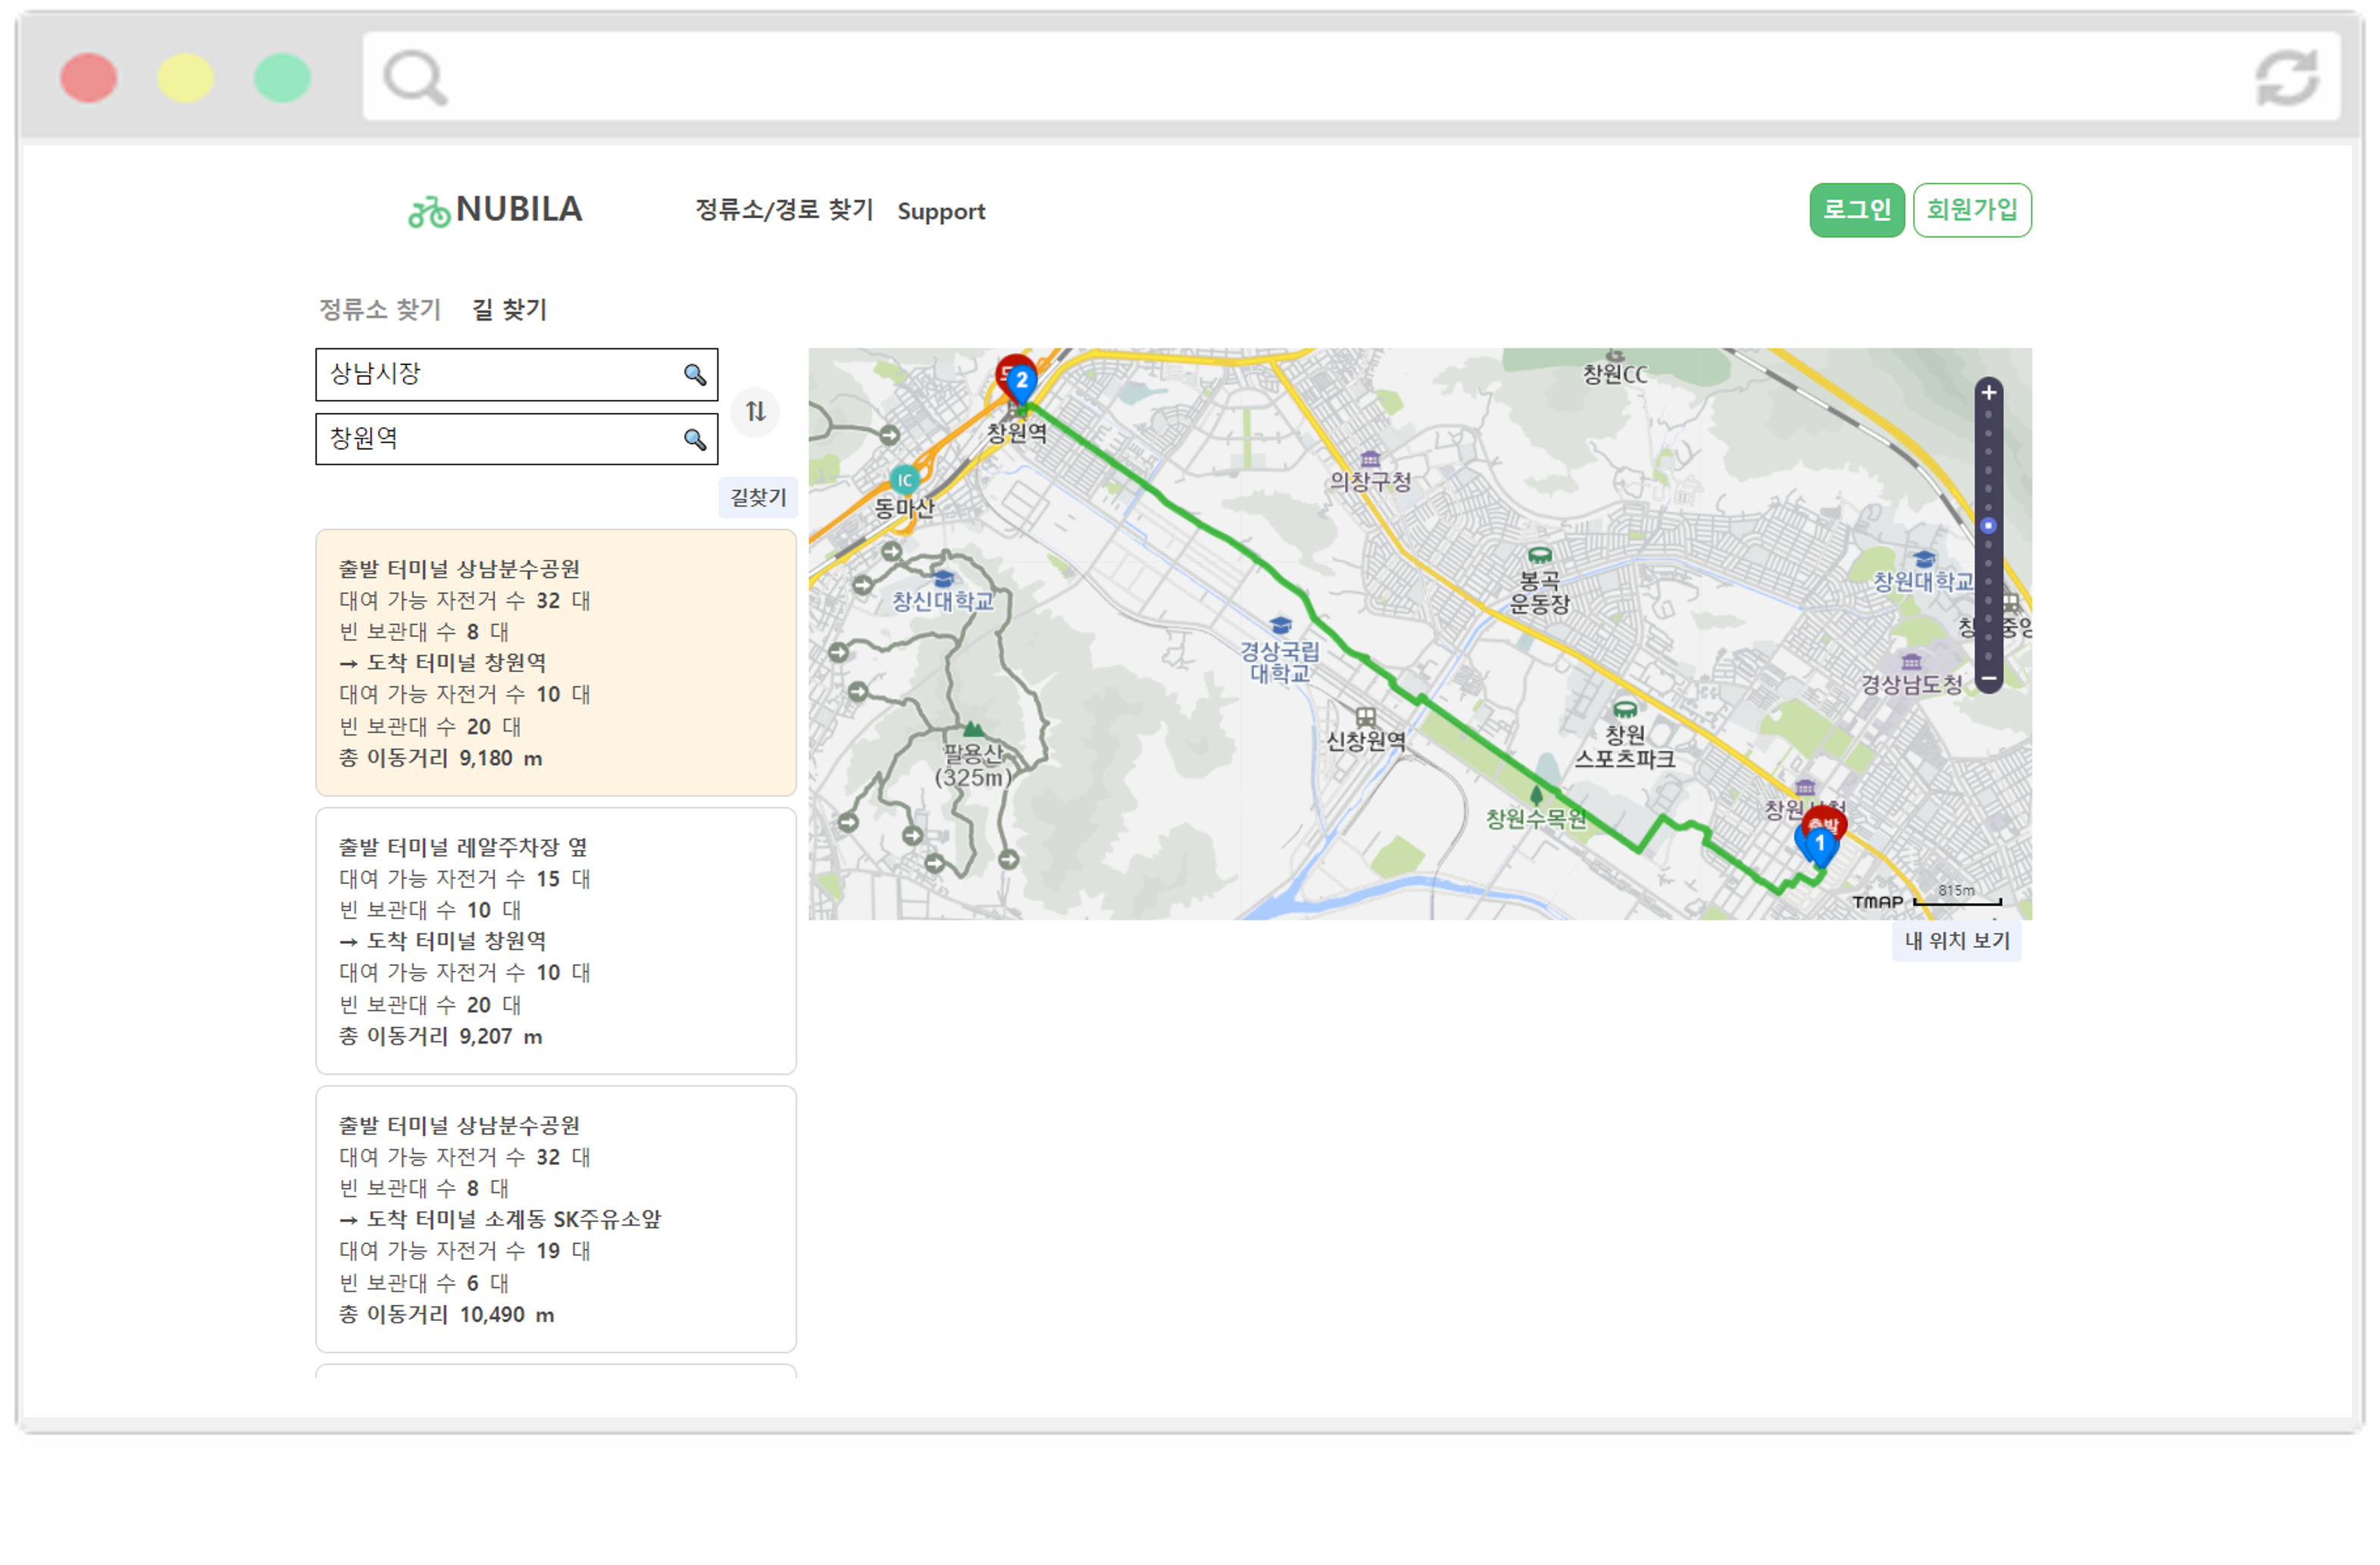 NUBILA
정류소/경로 찾기
Support
로그인
회원가입
정류소 찾기
길 찾기
상남시장
창원역
길찾기
출발 터미널 상남분수공원
대여 가능 자전거 수 32 대
빈 보관대 수 8 대
→ 도착 터미널 창원역
대여 가능 자전거 수 10 대
빈 보관대 수 20 대
총 이동거리 9,180 m
출발 터미널 레알주차장 옆
대여 가능 자전거 수 15 대
빈 보관대 수 10 대
→ 도착 터미널 창원역
대여 가능 자전거 수 10 대
빈 보관대 수 20 대
총 이동거리 9,207 m
출발 터미널 상남분수공원
대여 가능 자전거 수 32 대
빈 보관대 수 8 대
→ 도착 터미널 소계동 SK주유소앞
대여 가능 자전거 수 19 대
빈 보관대 수 6 대
총 이동거리 10,490 m
2
창원역
창원CC
의창구청
IC
동마산
창신대학교
봉곡
운동장
창원대학교
경상국립
대학교
경상남도청
신창원역
창원
스포츠파크
팔용산
(325m)
창원수목원
출발
1
815m
TMAP
내 위치 보기